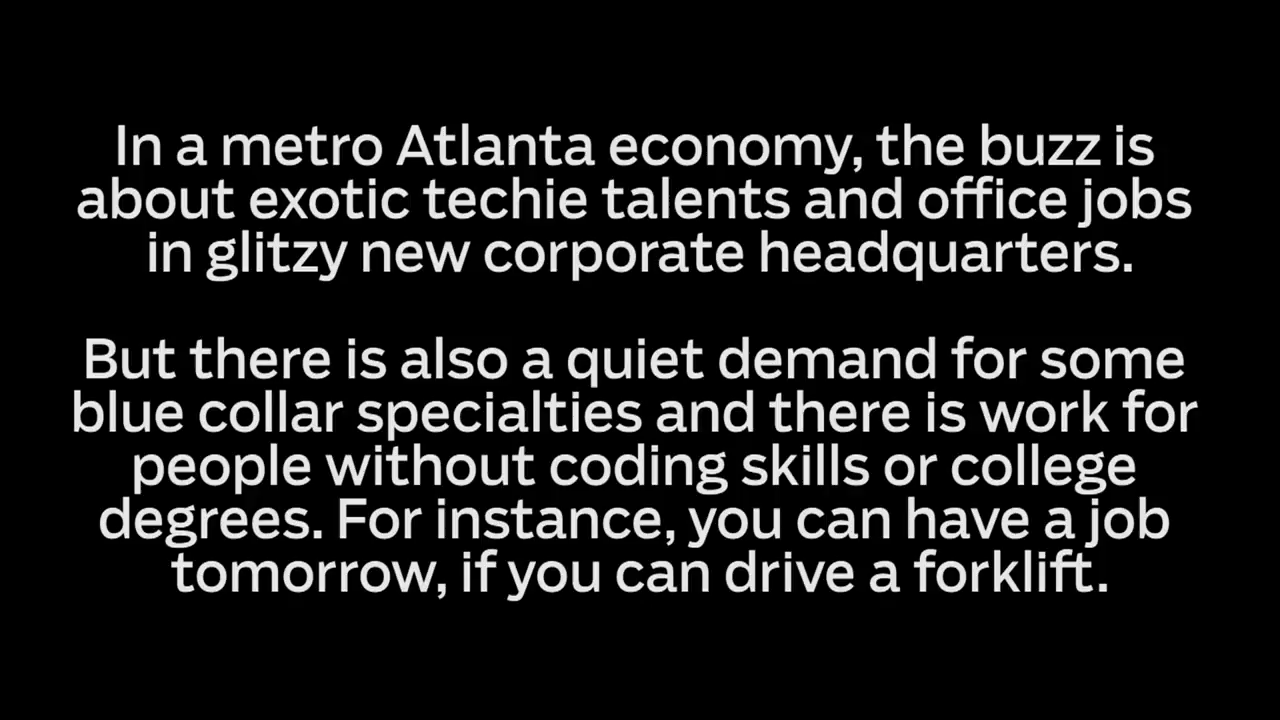 In a metro Atlanta economy, the buzz is
about exotic techie talents and office jobs
in glitzy new corporate headquarters.
But there is also a quiet demand for some
blue collar specialties and there is work for
people without coding skills or college
degrees. For instance, you can have a job
tomorrow, if you can drive a forklift.